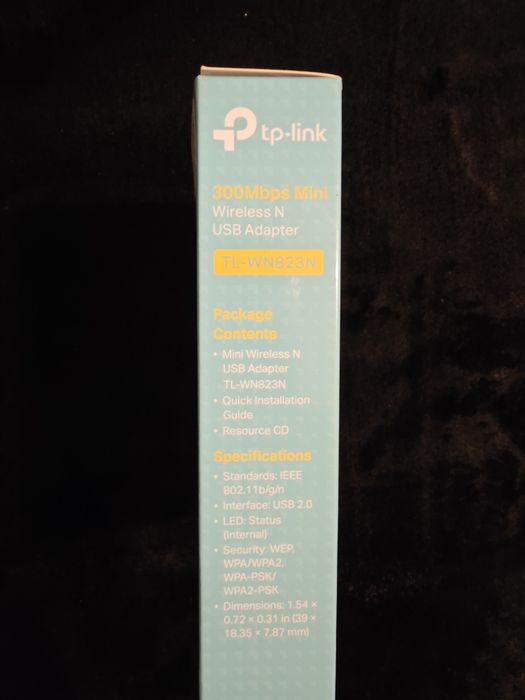 tp-link
300Mbps Mini
Wireless N
USB Adapter
TL-WN823N
Package
Contents
• Mini Wireless N
USB Adapter
TL-WN823N
• Quick Installation
Guide
• Resource CD
Specifications
• Standards: IEEE
802.11b/g/n
• Interface: USB 2.0
• LED: Status
(Internal)
• Security: WEP,
WPA/WPA2,
WPA-PSK/
WPA2-PSK
• Dimensions: 1.54 ×
0.72 × 0.31 in (39 ×
18.35 × 7.87 mm)